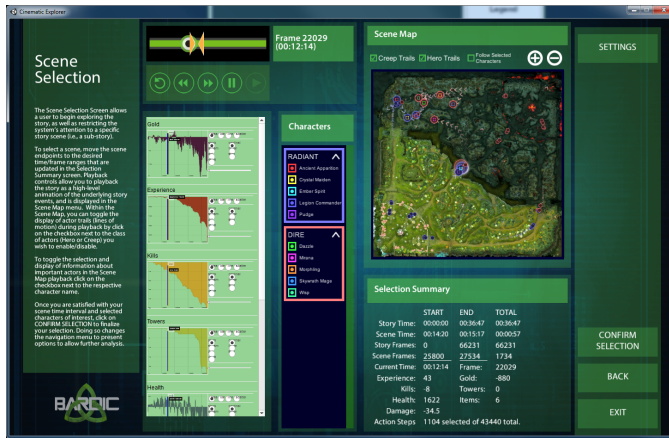 Cinematic Explorer
Legend
Scene
Selection
The Scene Selection Screen allows
a user to begin exploring the
story, as well as restricting the
system's attention to a specific
story scene (i.e., a sub-story).
To select a scene, move the scene
endpoints to the desired
time/frame ranges that are
updated in the Selection
Summary screen. Playback
controls allow you to playback
the story as a high-level
animation of the underlying story
events, and is displayed in the
Scene Map menu. Within the
Scene Map, you can toggle the
display of actor trails (lines of
motion) during playback by click
on the checkbox next to the class
of actors (Hero or Creep) you
wish to enable/disable.
To toggle the selection and
display of information about
important actors in the Scene
Map playback click on the
checkbox next to the respective
character name.
Once you are satisfied with your
scene time interval and selected
characters of interest, click on
CONFIRM SELECTION to finalize
your selection. Doing so changes
the navigation menu to present
options to allow further analysis.
BARDIC
Frame 22029
(00:12:14)
Gold
Experience
Kills
Towers
Health
Characters
RADIANT
Ancient Apparition
Crystal Maiden
Ember Spirit
Legion Commander
Pudge
DIRE
Dazzle
Mirana
Morphling
Skywrath Mage
Wisp
Scene Map
Creep Trails
Hero Trails
Follow Selected
Characters
Selection Summary
START END TOTAL
Story Time: 00:00:00 00:36:47 00:36:47
Scene Time: 00:14:20 00:15:17 00:00:57
Story Frames: 0 66231 66231
Scene Frames: 25800 27534 1734
Current Time: 00:12:14 Frame: 22029
Experience: 43 Gold: -880
Kills: -8 Towers: 0
Health: 1622 Items: 6
Damage: -34.5
Action Steps 1104 selected of 43440 total.
SETTINGS
CONFIRM
SELECTION
BACK
EXIT